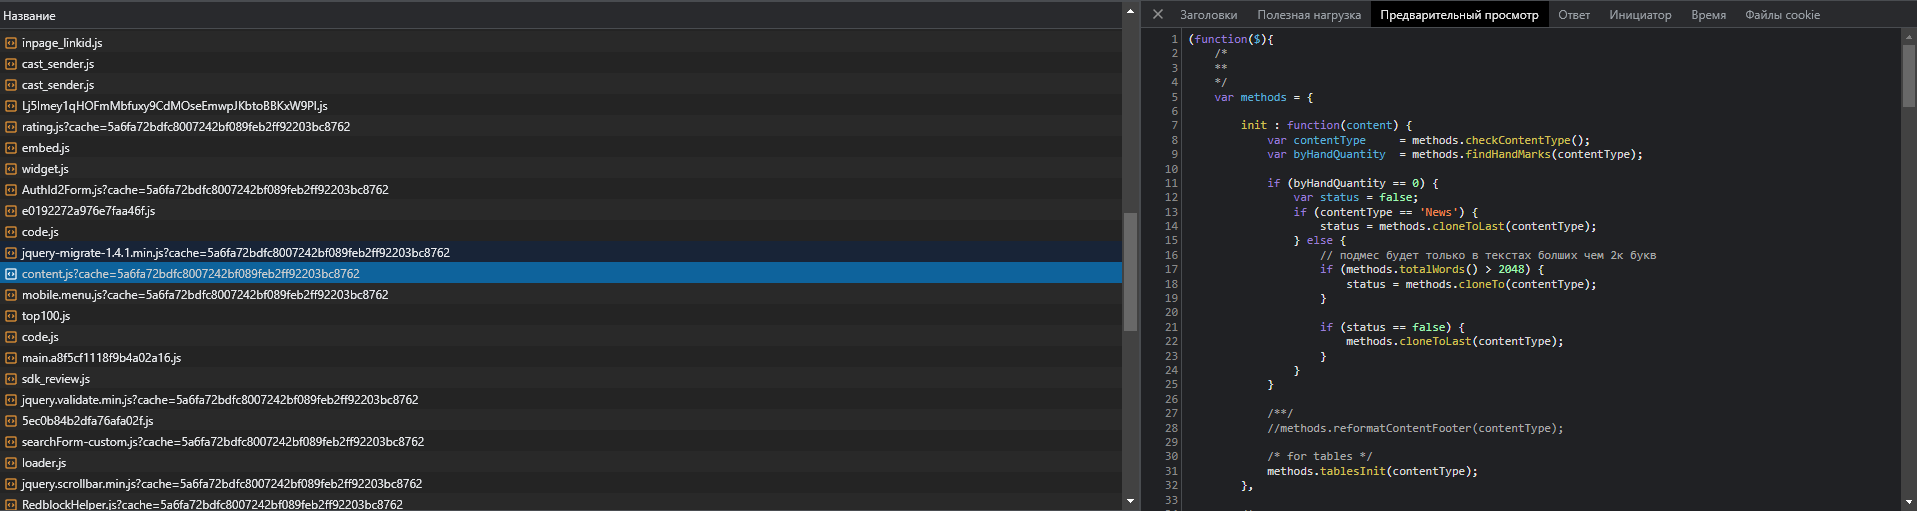 Название
inpage_linkid.js
cast_sender.js
cast_sender.js
Lj5Imey1qHOFmMbfuxy9CdMOseEmwpJKbtoBBKxW9PI.js
rating.js?cache=5a6fa72bdfc8007242bf089feb2ff92203bc8762
embed.js
widget.js
AuthId2Form.js?cache=5a6fa72bdfc8007242bf089feb2ff92203bc8762
e0192272a976e7faa46f.js
code.js
jquery-migrate-1.4.1.min.js?cache=5a6fa72bdfc8007242bf089feb2ff92203bc8762
content.js?cache=5a6fa72bdfc8007242bf089feb2ff92203bc8762
mobile.menu.js?cache=5a6fa72bdfc8007242bf089feb2ff92203bc8762
top100.js
code.js
main.a8f5cf1118f9b4a02a16.js
sdk_review.js
jquery.validate.min.js?cache=5a6fa72bdfc8007242bf089feb2ff92203bc8762
5ec0b84b2dfa76afa02f.js
searchForm-custom.js?cache=5a6fa72bdfc8007242bf089feb2ff92203bc8762
loader.js
jquery.scrollbar.min.js?cache=5a6fa72bdfc8007242bf089feb2ff92203bc8762
RedblockHelper.js?cache=5a6fa72bdfc8007242bf089feb2ff92203bc8762
Заголовки Полезная нагрузка Предварительный просмотр Ответ Инициатор Время Файлы cookie
1 (function($){
2 /*
3 **
4 */
5 var methods = {
6
7 init : function(content) {
8 var contentType = methods.checkContentType();
9 var byHandQuantity = methods.findHandMarks(contentType);
10
11 if (byHandQuantity == 0) {
12 var status = false;
13 if (contentType == 'News') {
14 status = methods.cloneToLast(contentType);
15 } else {
16 // подмес будет только в текстах болших чем 2к букв
17 if (methods.totalWords() > 2048) {
18 status = methods.cloneTo(contentType);
19 }
20
21 if (status == false) {
22 methods.cloneToLast(contentType);
23 }
24 }
25 }
26
27 /**/
28 //methods.reformatContentFooter(contentType);
29
30 /* for tables */
31 methods.tablesInit(contentType);
32 },
33